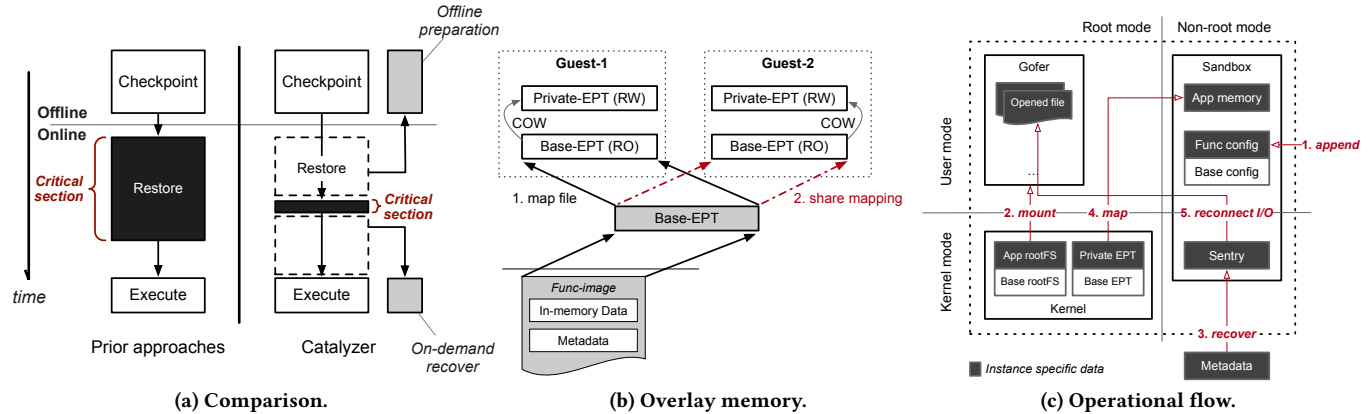 Offline
preparation
Checkpoint
Checkpoint
Offline
Online
Restore
Restore
Critical
section
Critical
section
time
Execute
Execute
Prior approaches
Catalyzer
On-demand
recover
(a) Comparison.
Guest-1
Guest-2
Private-EPT (RW)
Private-EPT (RW)
COW
COW
Base-EPT (RO)
Base-EPT (RO)
1. map file
2. share mapping
Base-EPT
Func-image
In-memory Data
Metadata
(b) Overlay memory.
Root mode
Non-root mode
Gofer
Sandbox
Opened file
App memory
User mode
Func config
Base config
1. append
...
2. mount
4. map
5. reconnect I/O
Kernel mode
App rootFS
Base rootFS
Private EPT
Base EPT
Sentry
Kernel
3. recover
Instance specific data
Metadata
(c) Operational flow.